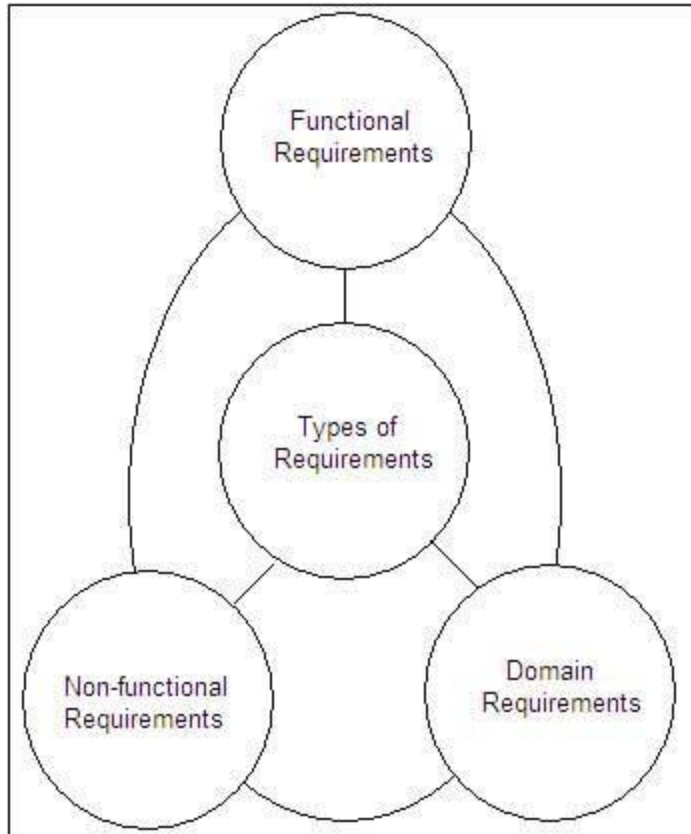 Functional
Requirements
Types of
Requirements
Non-functional
Requirements
Domain
Requirements